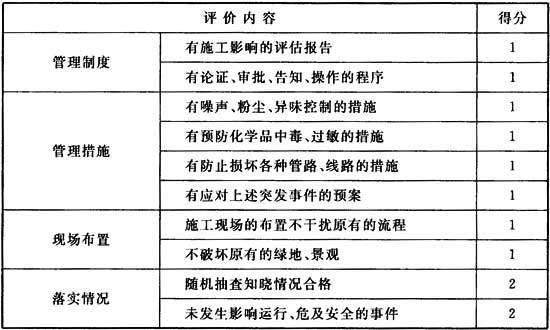 评价内容 得分
管理制度 有施工影响的评估报告 1
有论证、审批、告知、操作的程序 1
管理措施 有噪声、粉尘、异味控制的措施 1
有预防化学品中毒、过敏的措施 1
有防止损坏各种管路、线路的措施 1
有应对上述突发事件的预案 1
现场布置 施工现场的布置不干扰原有的流程 1
不破坏原有的绿地、景观 1
落实情况 随机抽查知晓情况合格 2
未发生影响运行、危及安全的事件 2